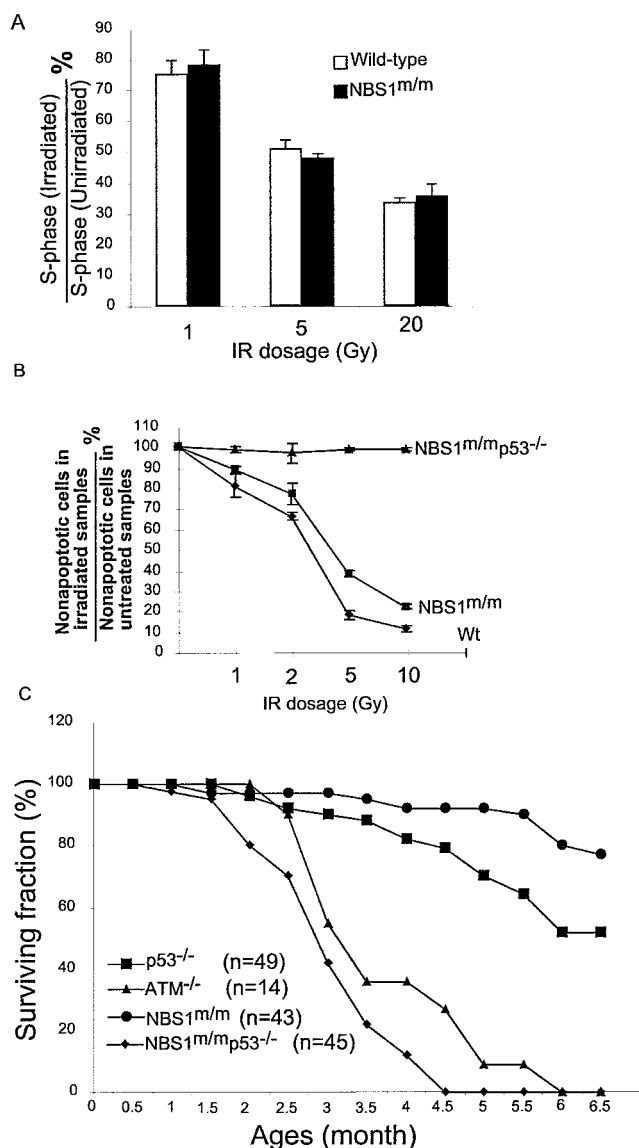 A
S-phase (Irradiated)
S-phase (Unirradiated)
%
90
80
70
60
50
40
30
20
10
0
Wild-type
NBS1m/m
1 5 20
IR dosage (Gy)
B
Nonapoptotic cells in
irradiated samples
Nonapoptotic cells in
untreated samples
%
110
100
90
80
70
60
50
40
30
20
10
0
NBS1m/mp53-/-
NBS1m/m
Wt
1 2 5 10
IR dosage (Gy)
C
Surviving fraction (%)
120
100
80
60
40
20
0
p53-/- (n=49)
ATM-/- (n=14)
NBS1m/m (n=43)
NBS1m/mp53-/- (n=45)
0 0.5 1 1.5 2 2.5 3 3.5 4 4.5 5 5.5 6 6.5
Ages (month)